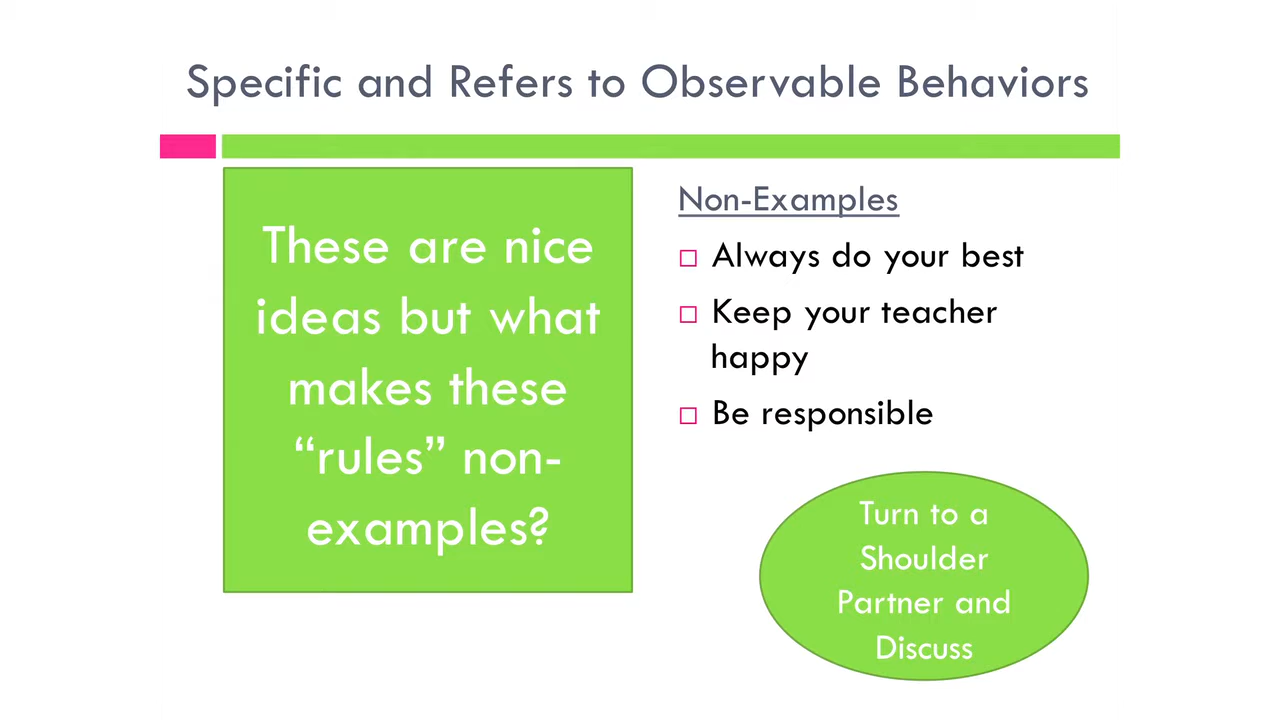 Specific and Refers to Observable Behaviors
These are nice
ideas but what
makes these
“rules” non-
examples?
Non-Examples
Always do your best
Keep your teacher
happy
Be responsible
Turn to a
Shoulder
Partner and
Discuss